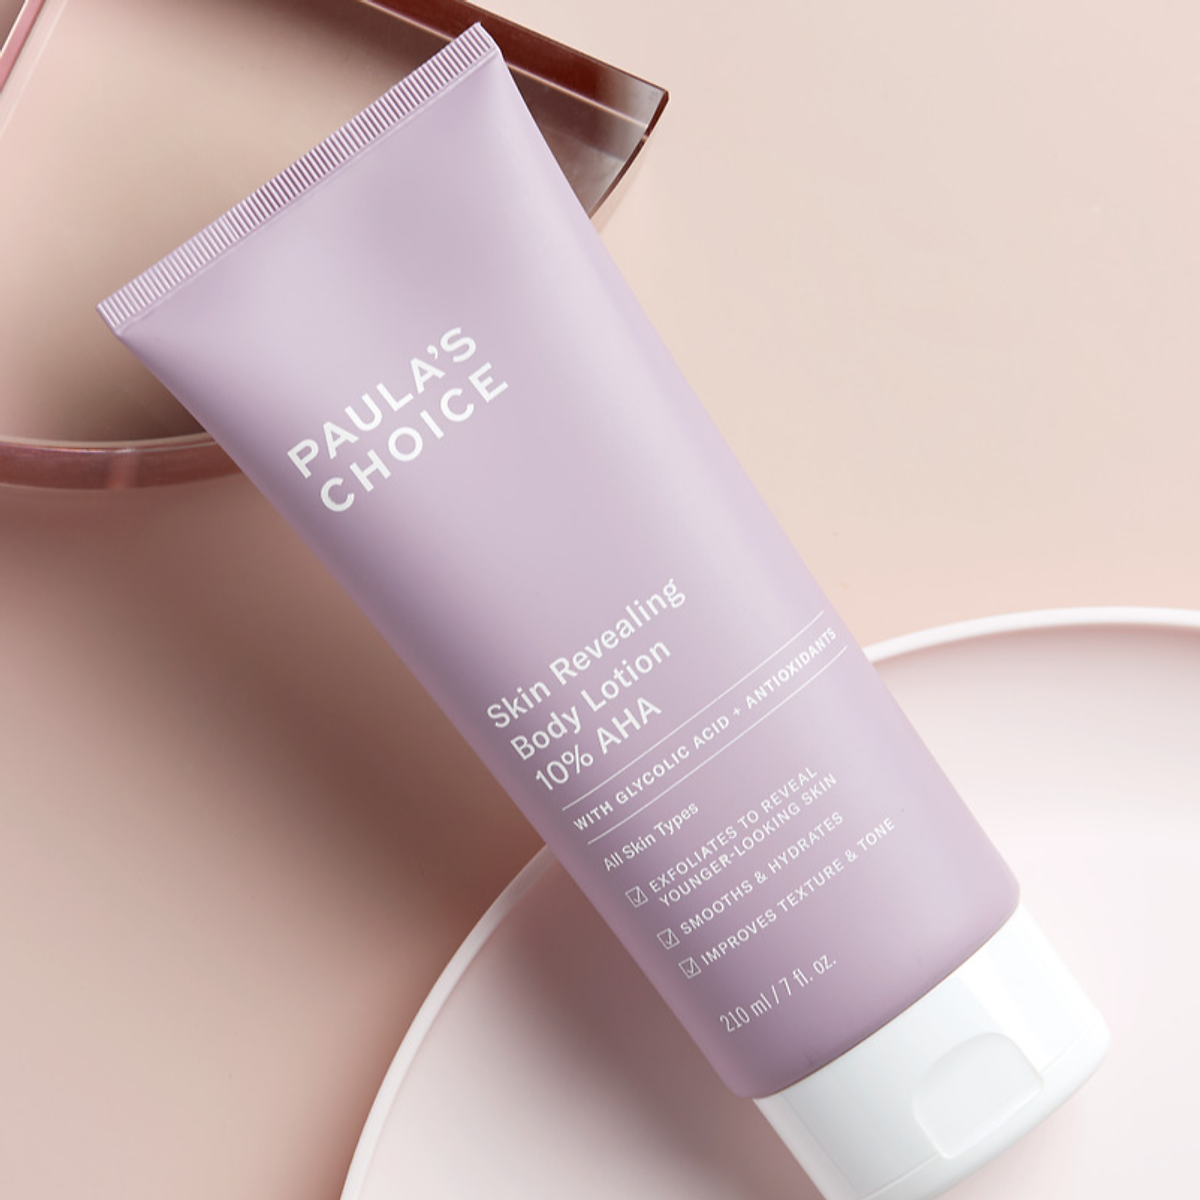 PAULA'S
CHOICE
Skin Revealing
Body Lotion
10% AHA
WITH GLYCOLIC ACID + ANTIOXIDANTS
All Skin Types
EXFOLIATES TO REVEAL
YOUNGER-LOOKING SKIN
SMOOTHS & HYDRATES
IMPROVES TEXTURE & TONE
210 ml / 7 fl. oz.